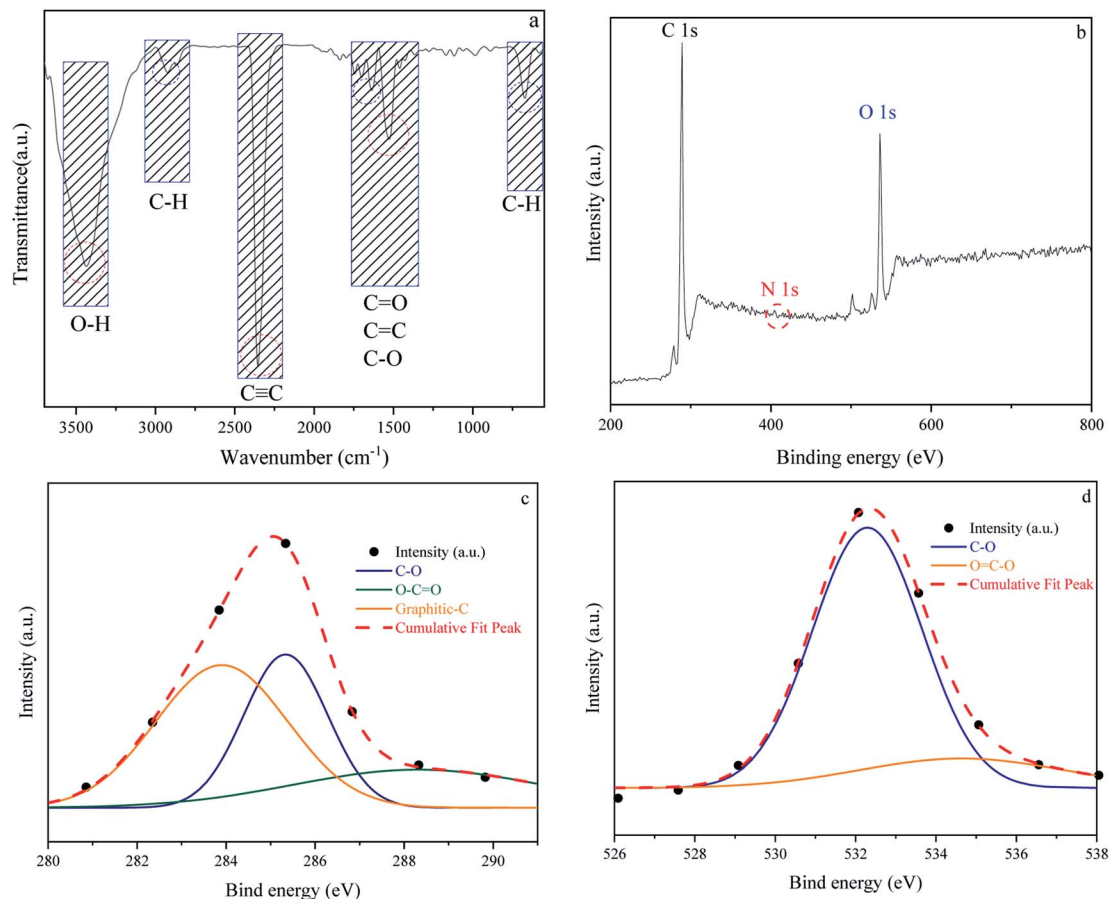 a
Transmittance(a.u.)
O-H
C-H
C≡C
C=O
C=C
C-O
C-H
3500 3000 2500 2000 1500 1000
Wavenumber (cm⁻¹)
b
Intensity (a.u.)
C 1s
O 1s
N 1s
200 400 600 800
Binding energy (eV)
c
Intensity (a.u.)
Intensity (a.u.)
C-O
O-C=O
Graphitic-C
Cumulative Fit Peak
280 282 284 286 288 290
Bind energy (eV)
d
Intensity (a.u.)
Intensity (a.u.)
C-O
O=C-O
Cumulative Fit Peak
526 528 530 532 534 536 538
Bind energy (eV)